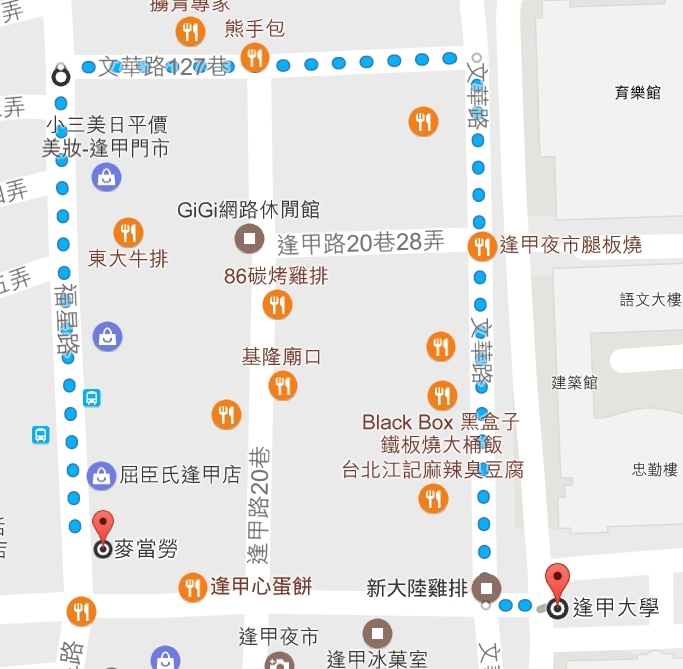 弄
擴胃專家
熊手包
文華路127巷
文華路
育樂館
弄
小三美日平價
美妝-逢甲門市
弄
GiGi網路休閒館
逢甲路20巷28弄
逢甲夜市腿板燒
東大牛排
86碳烤雞排
五弄
語文大樓
福星路
文華路
基隆廟口
建築館
Black Box 黑盒子
鐵板燒大桶飯
台北江記麻辣臭豆腐
忠勤樓
屈臣氏逢甲店
逢甲路20巷
麥當勞
逢甲心蛋餅
新大陸雞排
逢甲大學
逢甲夜市
逢甲冰菓室
路
文